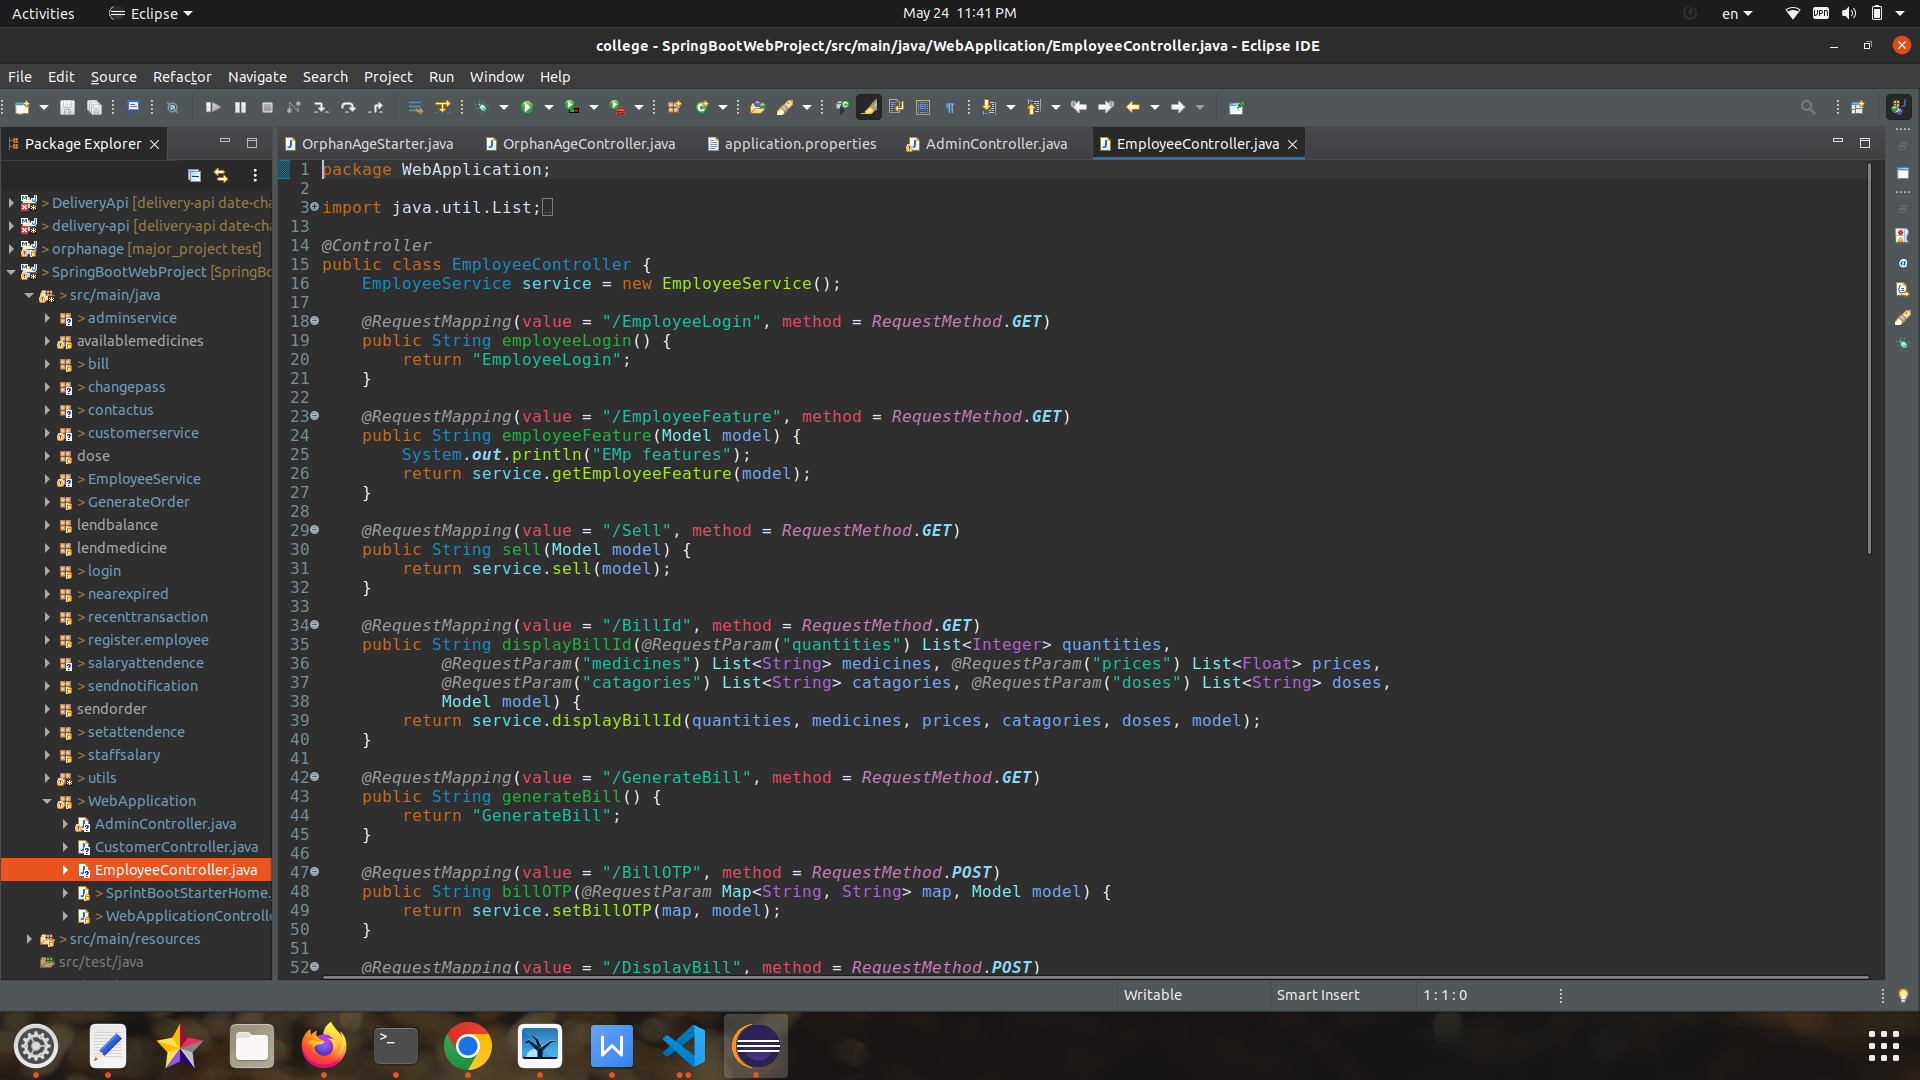 Activities
Eclipse
May 24 11:41 PM
en
VPN
college - SpringBootWebProject/src/main/java/WebApplication/EmployeeController.java - Eclipse IDE
File Edit Source Refactor Navigate Search Project Run Window Help
Package Explorer
OrphanAgeStarter.java
OrphanAgeController.java
application.properties
AdminController.java
EmployeeController.java
> DeliveryApi [delivery-api date-cha
> delivery-api [delivery-api date-cha
> orphanage [major_project test]
> SpringBootWebProject [SpringBo
> src/main/java
> adminservice
availablemedicines
> bill
> changepass
> contactus
> customerservice
dose
> EmployeeService
> GenerateOrder
lendbalance
lendmedicine
> login
> nearexpired
> recenttransaction
> register.employee
> salaryattendence
> sendnotification
sendorder
> setattendence
> staffsalary
> utils
> WebApplication
AdminController.java
CustomerController.java
EmployeeController.java
> SprintBootStarterHome.
> WebApplicationControlle
> src/main/resources
src/test/java
1 package WebApplication;
2
3 import java.util.List;
13
14 @Controller
15 public class EmployeeController {
16     EmployeeService service = new EmployeeService();
17
18     @RequestMapping(value = "/EmployeeLogin", method = RequestMethod.GET)
19     public String employeeLogin() {
20         return "EmployeeLogin";
21     }
22
23     @RequestMapping(value = "/EmployeeFeature", method = RequestMethod.GET)
24     public String employeeFeature(Model model) {
25         System.out.println("EMp features");
26         return service.getEmployeeFeature(model);
27     }
28
29     @RequestMapping(value = "/Sell", method = RequestMethod.GET)
30     public String sell(Model model) {
31         return service.sell(model);
32     }
33
34     @RequestMapping(value = "/BillId", method = RequestMethod.GET)
35     public String displayBillId(@RequestParam("quantities") List<Integer> quantities,
36             @RequestParam("medicines") List<String> medicines, @RequestParam("prices") List<Float> prices,
37             @RequestParam("catagories") List<String> catagories, @RequestParam("doses") List<String> doses,
38             Model model) {
39         return service.displayBillId(quantities, medicines, prices, catagories, doses, model);
40     }
41
42     @RequestMapping(value = "/GenerateBill", method = RequestMethod.GET)
43     public String generateBill() {
44         return "GenerateBill";
45     }
46
47     @RequestMapping(value = "/BillOTP", method = RequestMethod.POST)
48     public String billOTP(@RequestParam Map<String, String> map, Model model) {
49         return service.setBillOTP(map, model);
50     }
51
52     @RequestMapping(value = "/DisplayBill", method = RequestMethod.POST)
Writable
Smart Insert
1 : 1 : 0